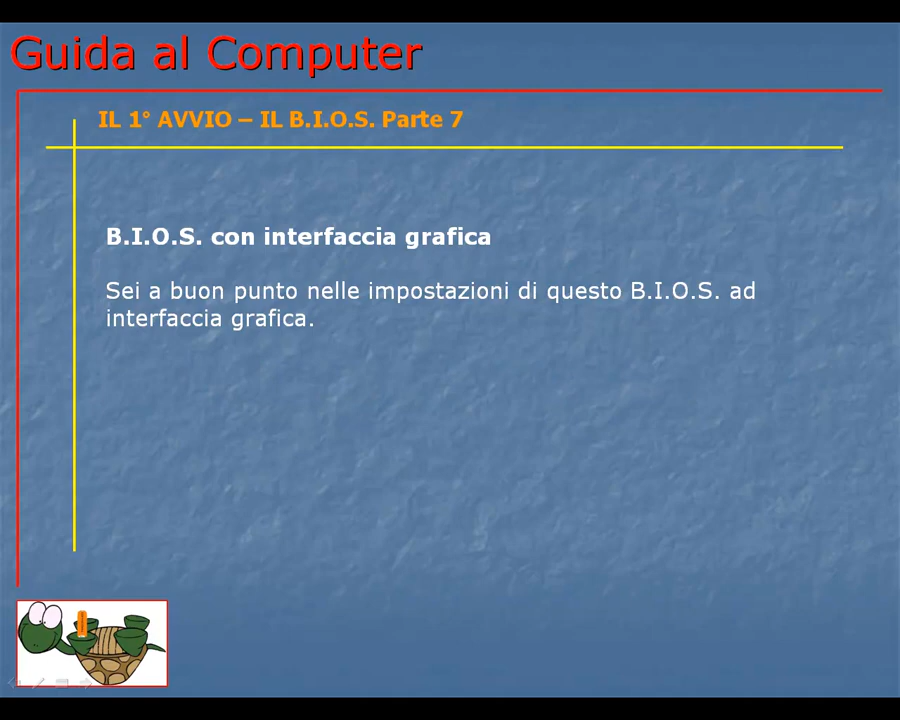 Guida al Computer
IL 1° AVVIO – IL B.I.O.S. Parte 7
B.I.O.S. con interfaccia grafica
Sei a buon punto nelle impostazioni di questo B.I.O.S. ad
interfaccia grafica.